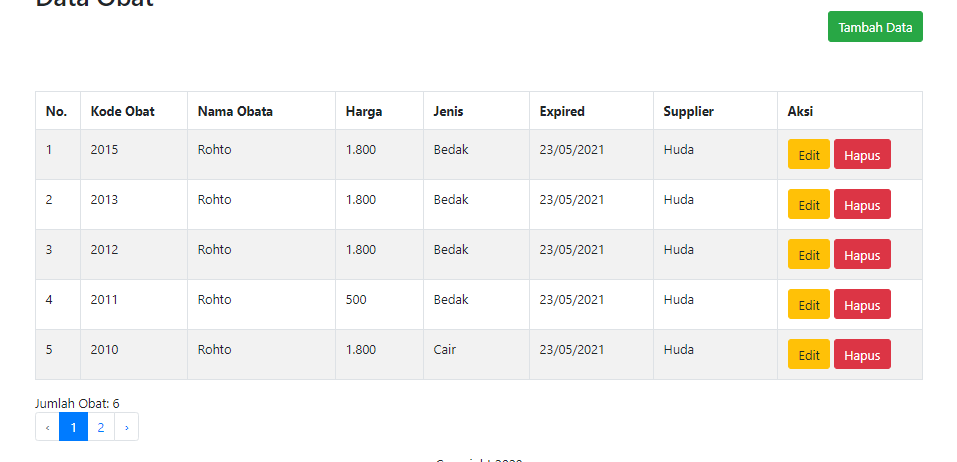 Data Obat
Tambah Data
No. Kode Obat Nama Obata Harga Jenis Expired Supplier Aksi
1 2015 Rohto 1.800 Bedak 23/05/2021 Huda Edit Hapus
2 2013 Rohto 1.800 Bedak 23/05/2021 Huda Edit Hapus
3 2012 Rohto 1.800 Bedak 23/05/2021 Huda Edit Hapus
4 2011 Rohto 500 Bedak 23/05/2021 Huda Edit Hapus
5 2010 Rohto 1.800 Cair 23/05/2021 Huda Edit Hapus
Jumlah Obat: 6
‹ 1 2 ›
Copyright 2020